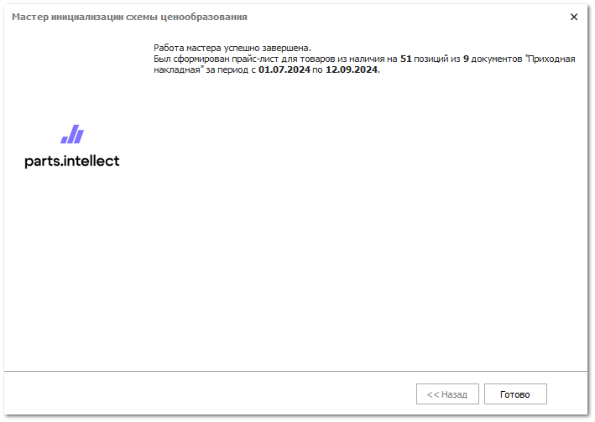 Мастер инициализации схемы ценообразования
Работа мастера успешно завершена.
Был сформирован прайс-лист для товаров из наличия на 51 позиций из 9 документов "Приходная
накладная" за период с 01.07.2024 по 12.09.2024.
parts.intellect
<< Назад
Готово